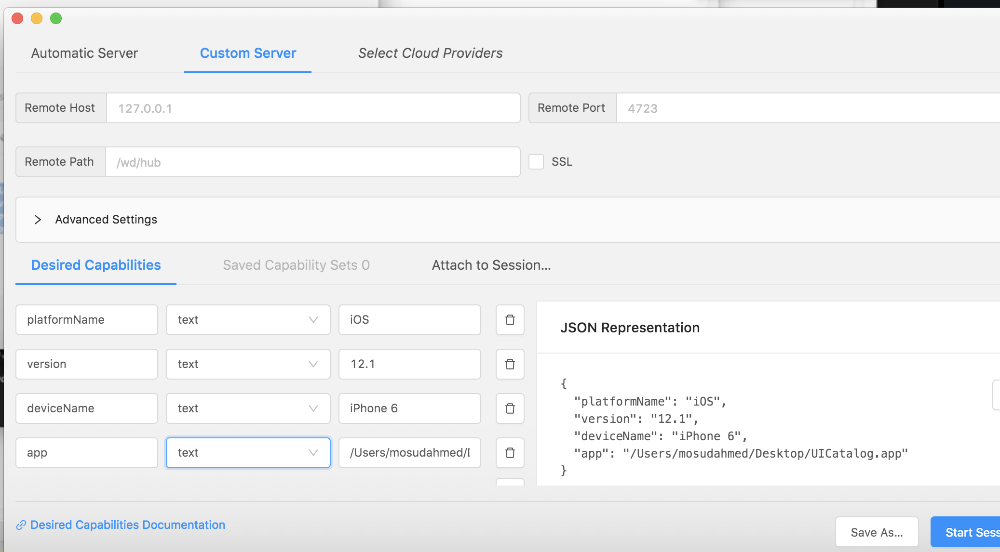 Automatic Server Custom Server Select Cloud Providers
Remote Host 127.0.0.1 Remote Port 4723
Remote Path /wd/hub SSL
Advanced Settings
Desired Capabilities Saved Capability Sets 0 Attach to Session...
platformName text iOS
version text 12.1
deviceName text iPhone 6
app text /Users/mosudahmed/
JSON Representation
{
"platformName": "iOS",
"version": "12.1",
"deviceName": "iPhone 6",
"app": "/Users/mosudahmed/Desktop/UICatalog.app"
}
Desired Capabilities Documentation
Save As... Start Sess